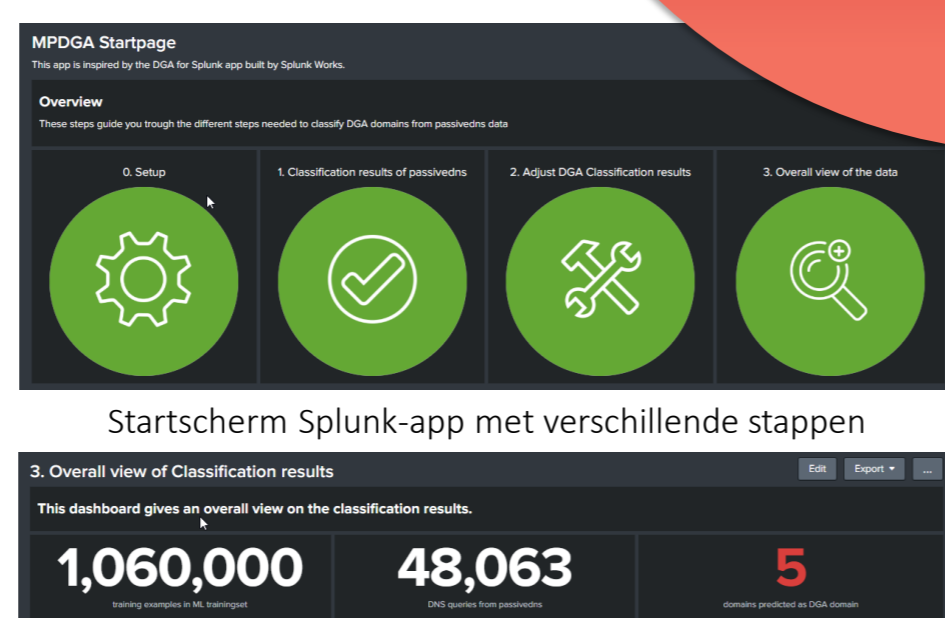 MPDGA Startpage
This app is inspired by the DGA for Splunk app built by Splunk Works.
Overview
These steps guide you trough the different steps needed to classify DGA domains from passivedns data
0. Setup
1. Classification results of passivedns
2. Adjust DGA Classification results
3. Overall view of the data
Startscherm Splunk-app met verschillende stappen
3. Overall view of Classification results
Edit
Export
...
This dashboard gives an overall view on the classification results.
1,060,000
48,063
5
training examples in ML trainingset
DNS queries from passivedns
domains predicted as DGA domain